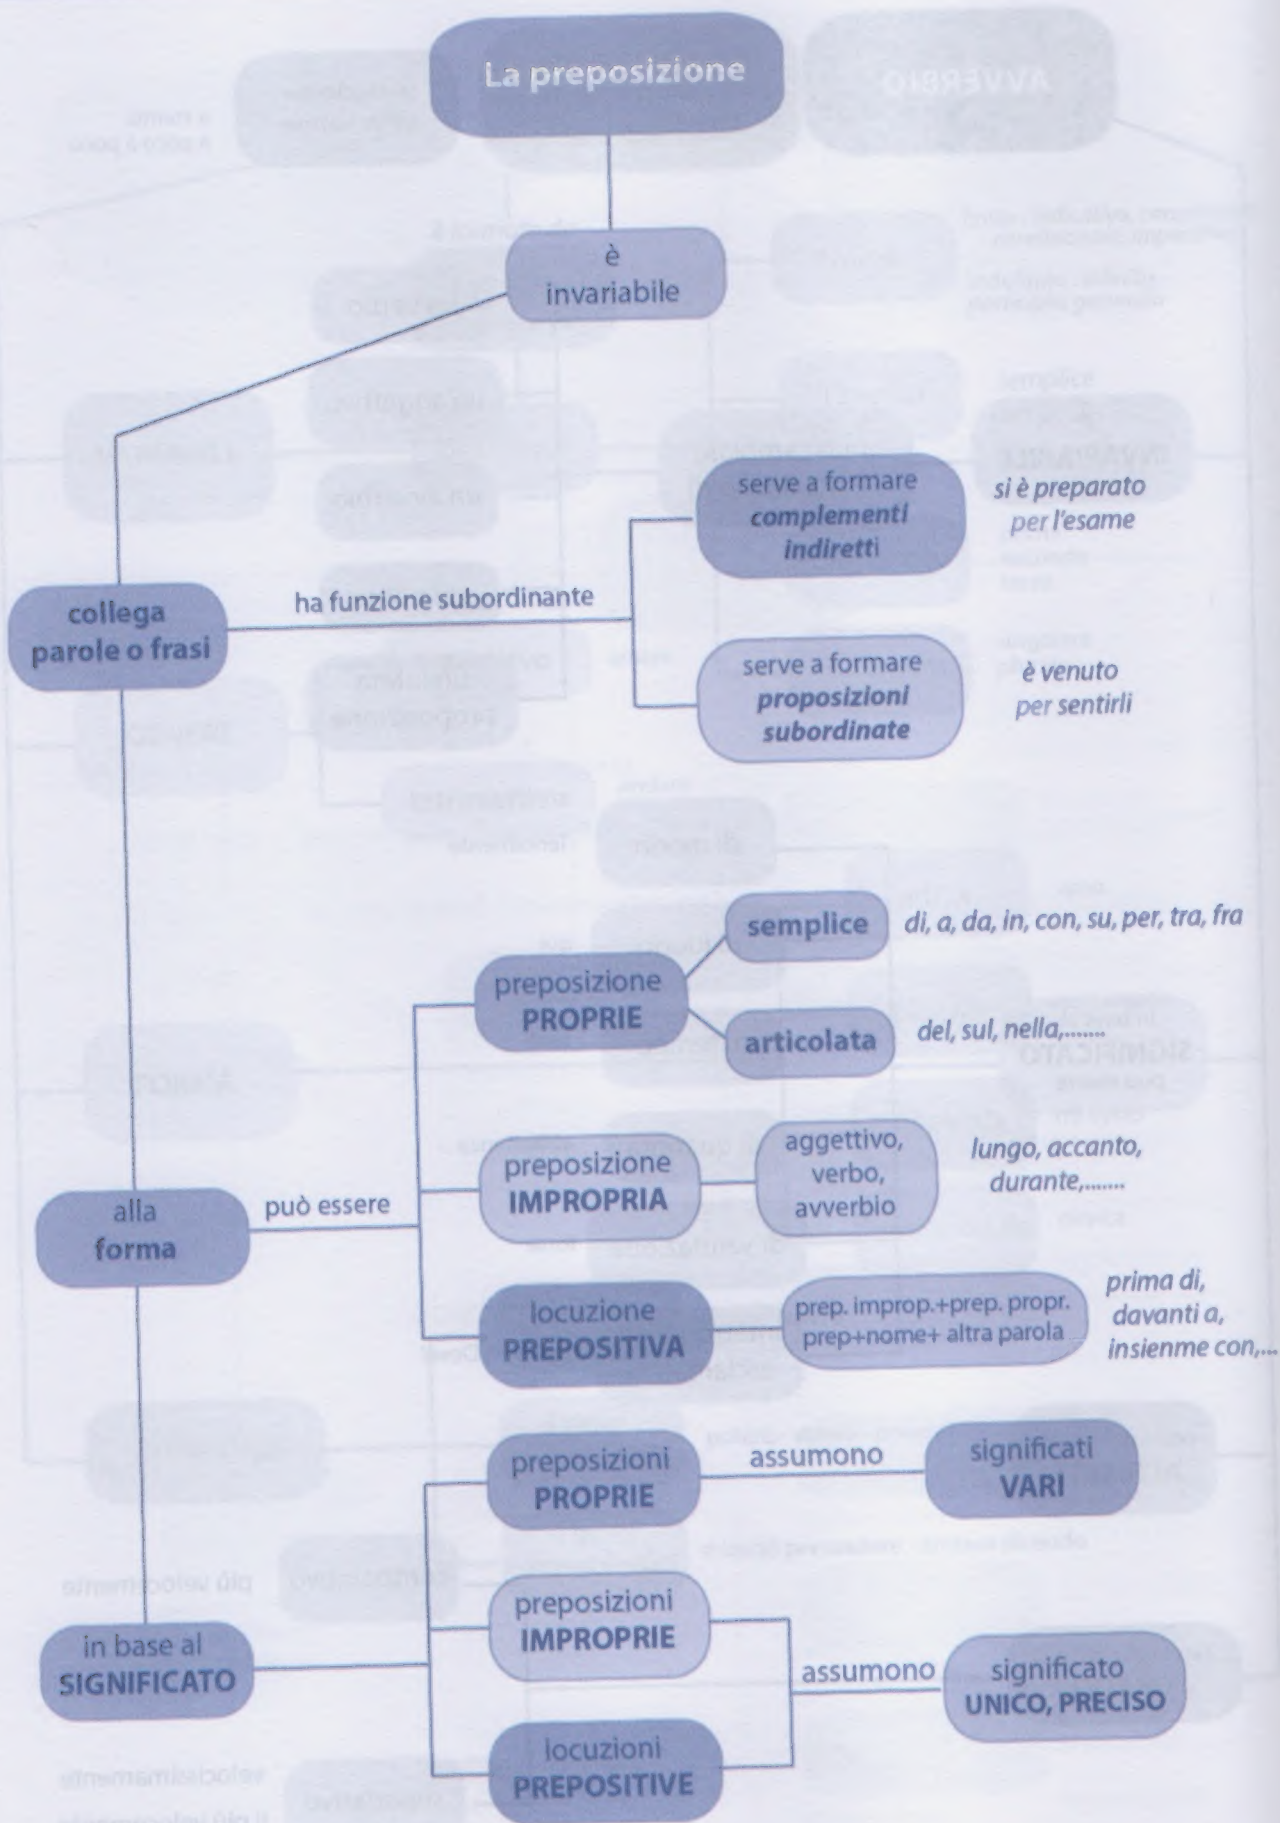 La preposizione
è
invariabile
collega
parole o frasi
ha funzione subordinante
serve a formare
complementi
indiretti
si è preparato
per l'esame
serve a formare
proposizioni
subordinate
è venuto
per sentirli
alla
forma
può essere
preposizione
PROPRIE
semplice
di, a, da, in, con, su, per, tra, fra
articolata
del, sul, nella,.......
preposizione
IMPROPRIA
aggettivo,
verbo,
avverbio
lungo, accanto,
durante,.......
locuzione
PREPOSITIVA
prep. improp.+prep. propr.
prep+nome+ altra parola
prima di,
davanti a,
insienme con,...
in base al
SIGNIFICATO
preposizioni
PROPRIE
assumono
significati
VARI
preposizioni
IMPROPRIE
locuzioni
PREPOSITIVE
assumono
significato
UNICO, PRECISO